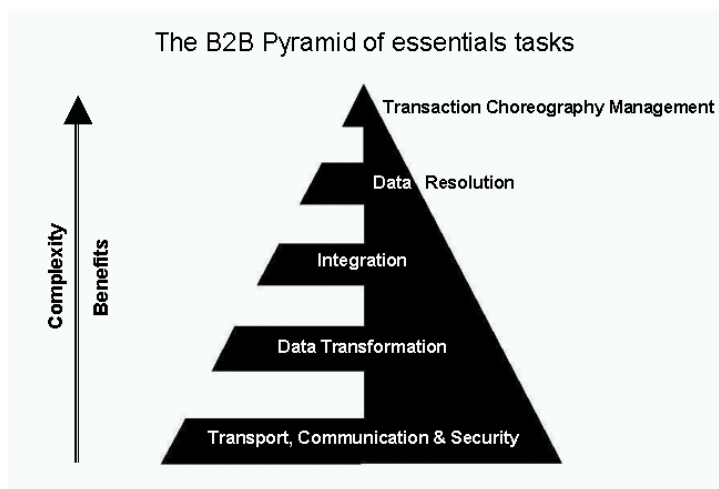 The B2B Pyramid of essentials tasks
Transaction Choreography Management
Data Resolution
Integration
Data Transformation
Transport, Communication & Security
Complexity
Benefits